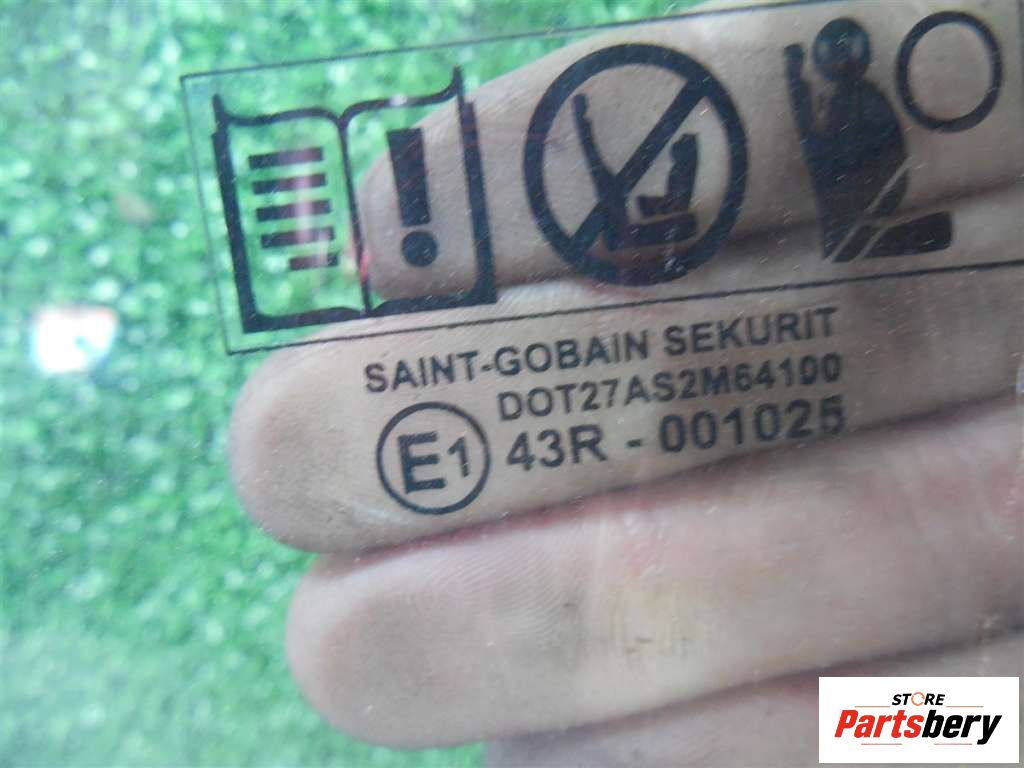 SAINT-GOBAIN SEKURIT
DOT27AS2M64100
E1 43R - 001025
STORE
Partsbery